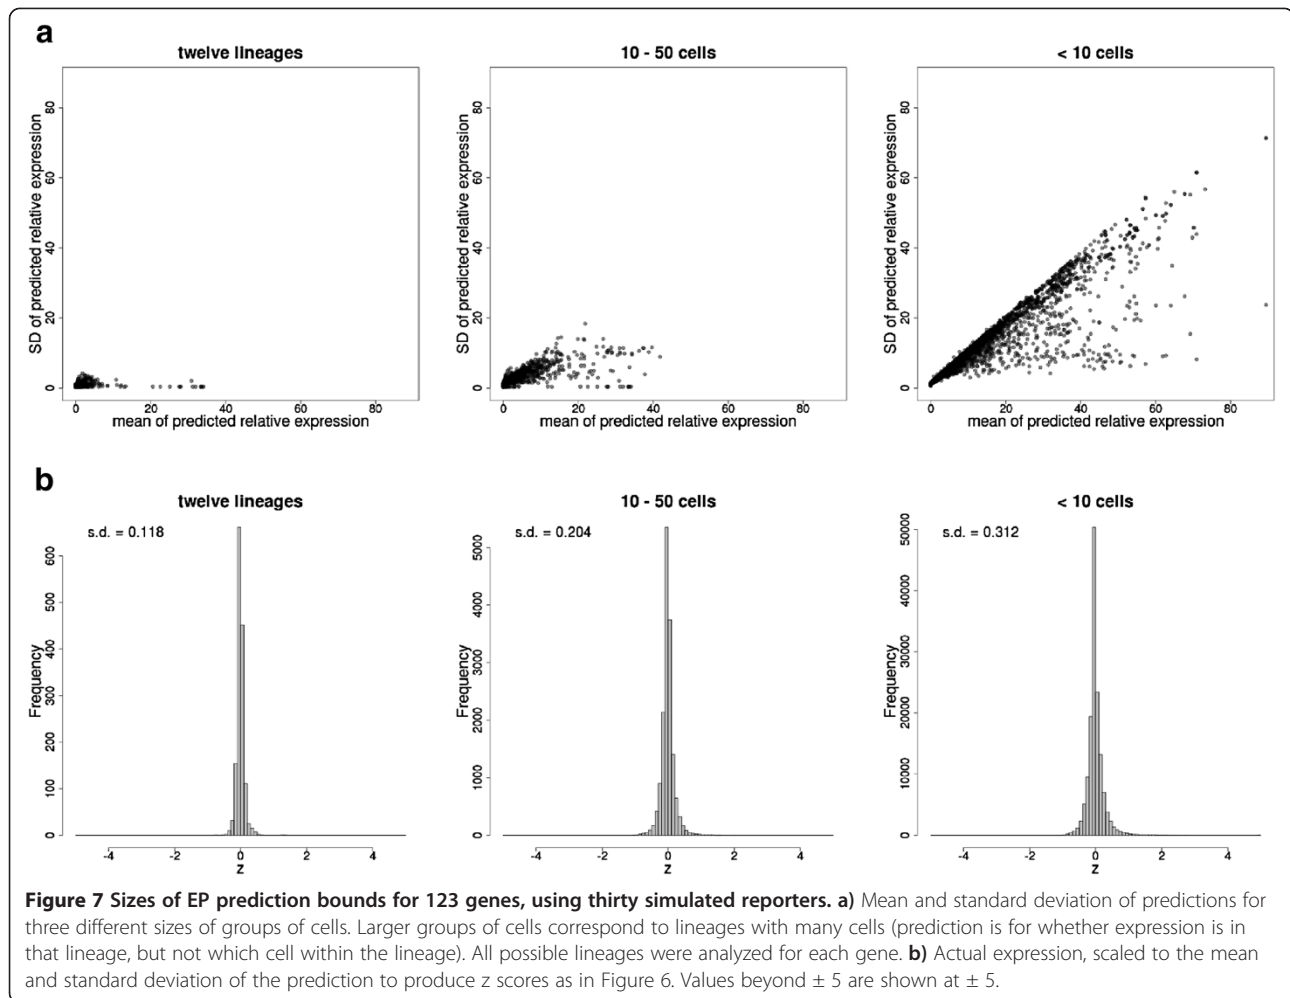 a
twelve lineages
10 - 50 cells
< 10 cells
SD of predicted relative expression
0 20 40 60 80
0 20 40 60 80
mean of predicted relative expression
SD of predicted relative expression
0 20 40 60 80
0 20 40 60 80
mean of predicted relative expression
SD of predicted relative expression
0 20 40 60 80
0 20 40 60 80
mean of predicted relative expression
b
twelve lineages
10 - 50 cells
< 10 cells
s.d. = 0.118
Frequency
0 100 200 300 400 500 600
-4 -2 0 2 4
z
s.d. = 0.204
Frequency
0 1000 2000 3000 4000 5000
-4 -2 0 2 4
z
s.d. = 0.312
Frequency
0 10000 20000 30000 40000 50000
-4 -2 0 2 4
z
Figure 7 Sizes of EP prediction bounds for 123 genes, using thirty simulated reporters. a) Mean and standard deviation of predictions for
three different sizes of groups of cells. Larger groups of cells correspond to lineages with many cells (prediction is for whether expression is in
that lineage, but not which cell within the lineage). All possible lineages were analyzed for each gene. b) Actual expression, scaled to the mean
and standard deviation of the prediction to produce z scores as in Figure 6. Values beyond ± 5 are shown at ± 5.